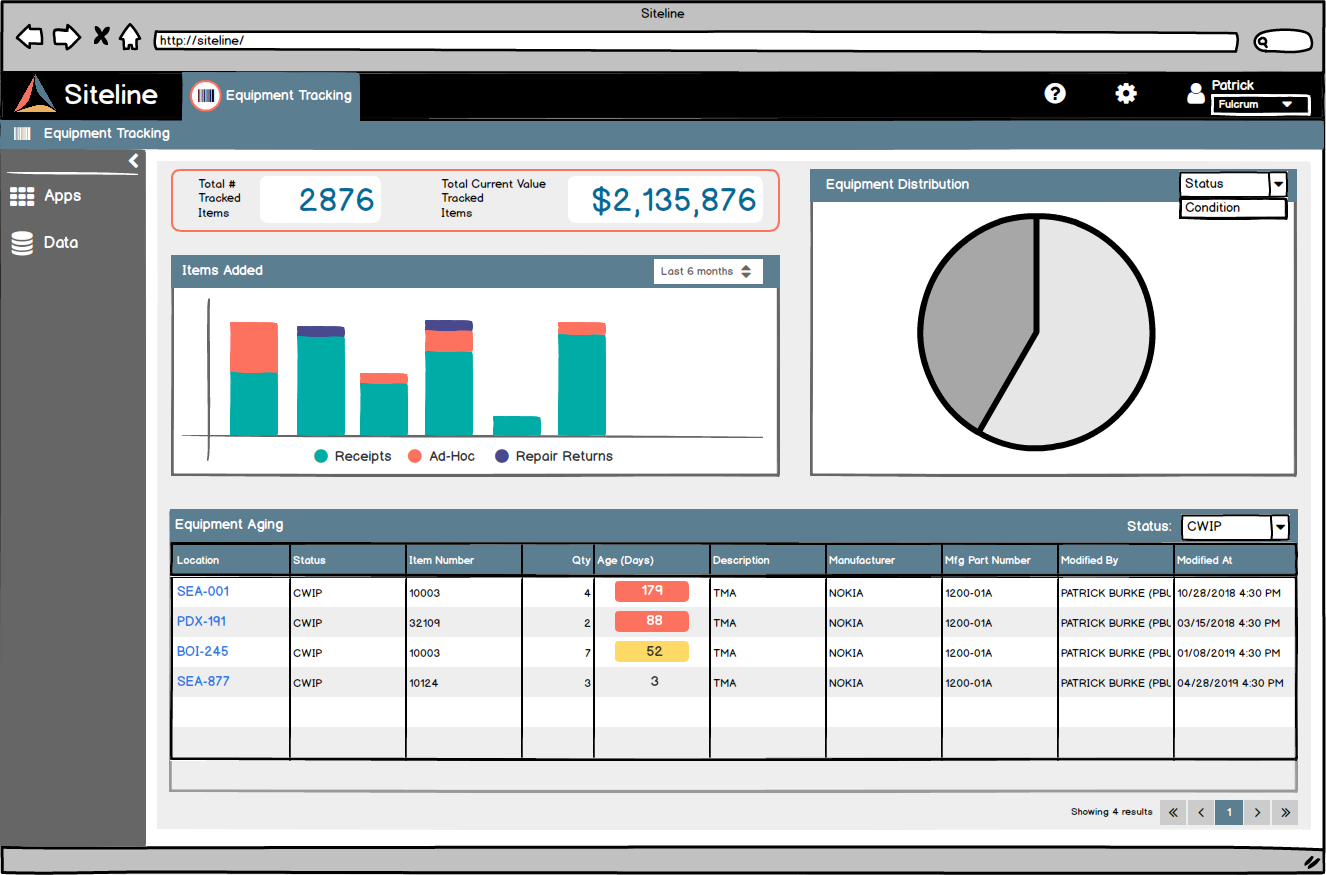 Siteline
http://siteline/
Siteline
Equipment Tracking
Patrick
Fulcrum
Equipment Tracking
Apps
Data
Total #
Tracked
Items
2876
Total Current Value
Tracked
Items
$2,135,876
Equipment Distribution
Status
Condition
Items Added
Last 6 months
Receipts Ad-Hoc Repair Returns
Equipment Aging Status: CWIP
Location Status Item Number Qty Age (Days) Description Manufacturer Mfg Part Number Modified By Modified At
SEA-001 CWIP 10003 4 179 TMA NOKIA 1200-01A PATRICK BURKE (PBU 10/28/2018 4:30 PM
PDX-191 CWIP 32109 2 88 TMA NOKIA 1200-01A PATRICK BURKE (PBU 03/15/2018 4:30 PM
BOI-245 CWIP 10003 7 52 TMA NOKIA 1200-01A PATRICK BURKE (PBU 01/08/2019 4:30 PM
SEA-877 CWIP 10124 3 3 TMA NOKIA 1200-01A PATRICK BURKE (PBU 04/28/2019 4:30 PM
Showing 4 results « < 1 > »